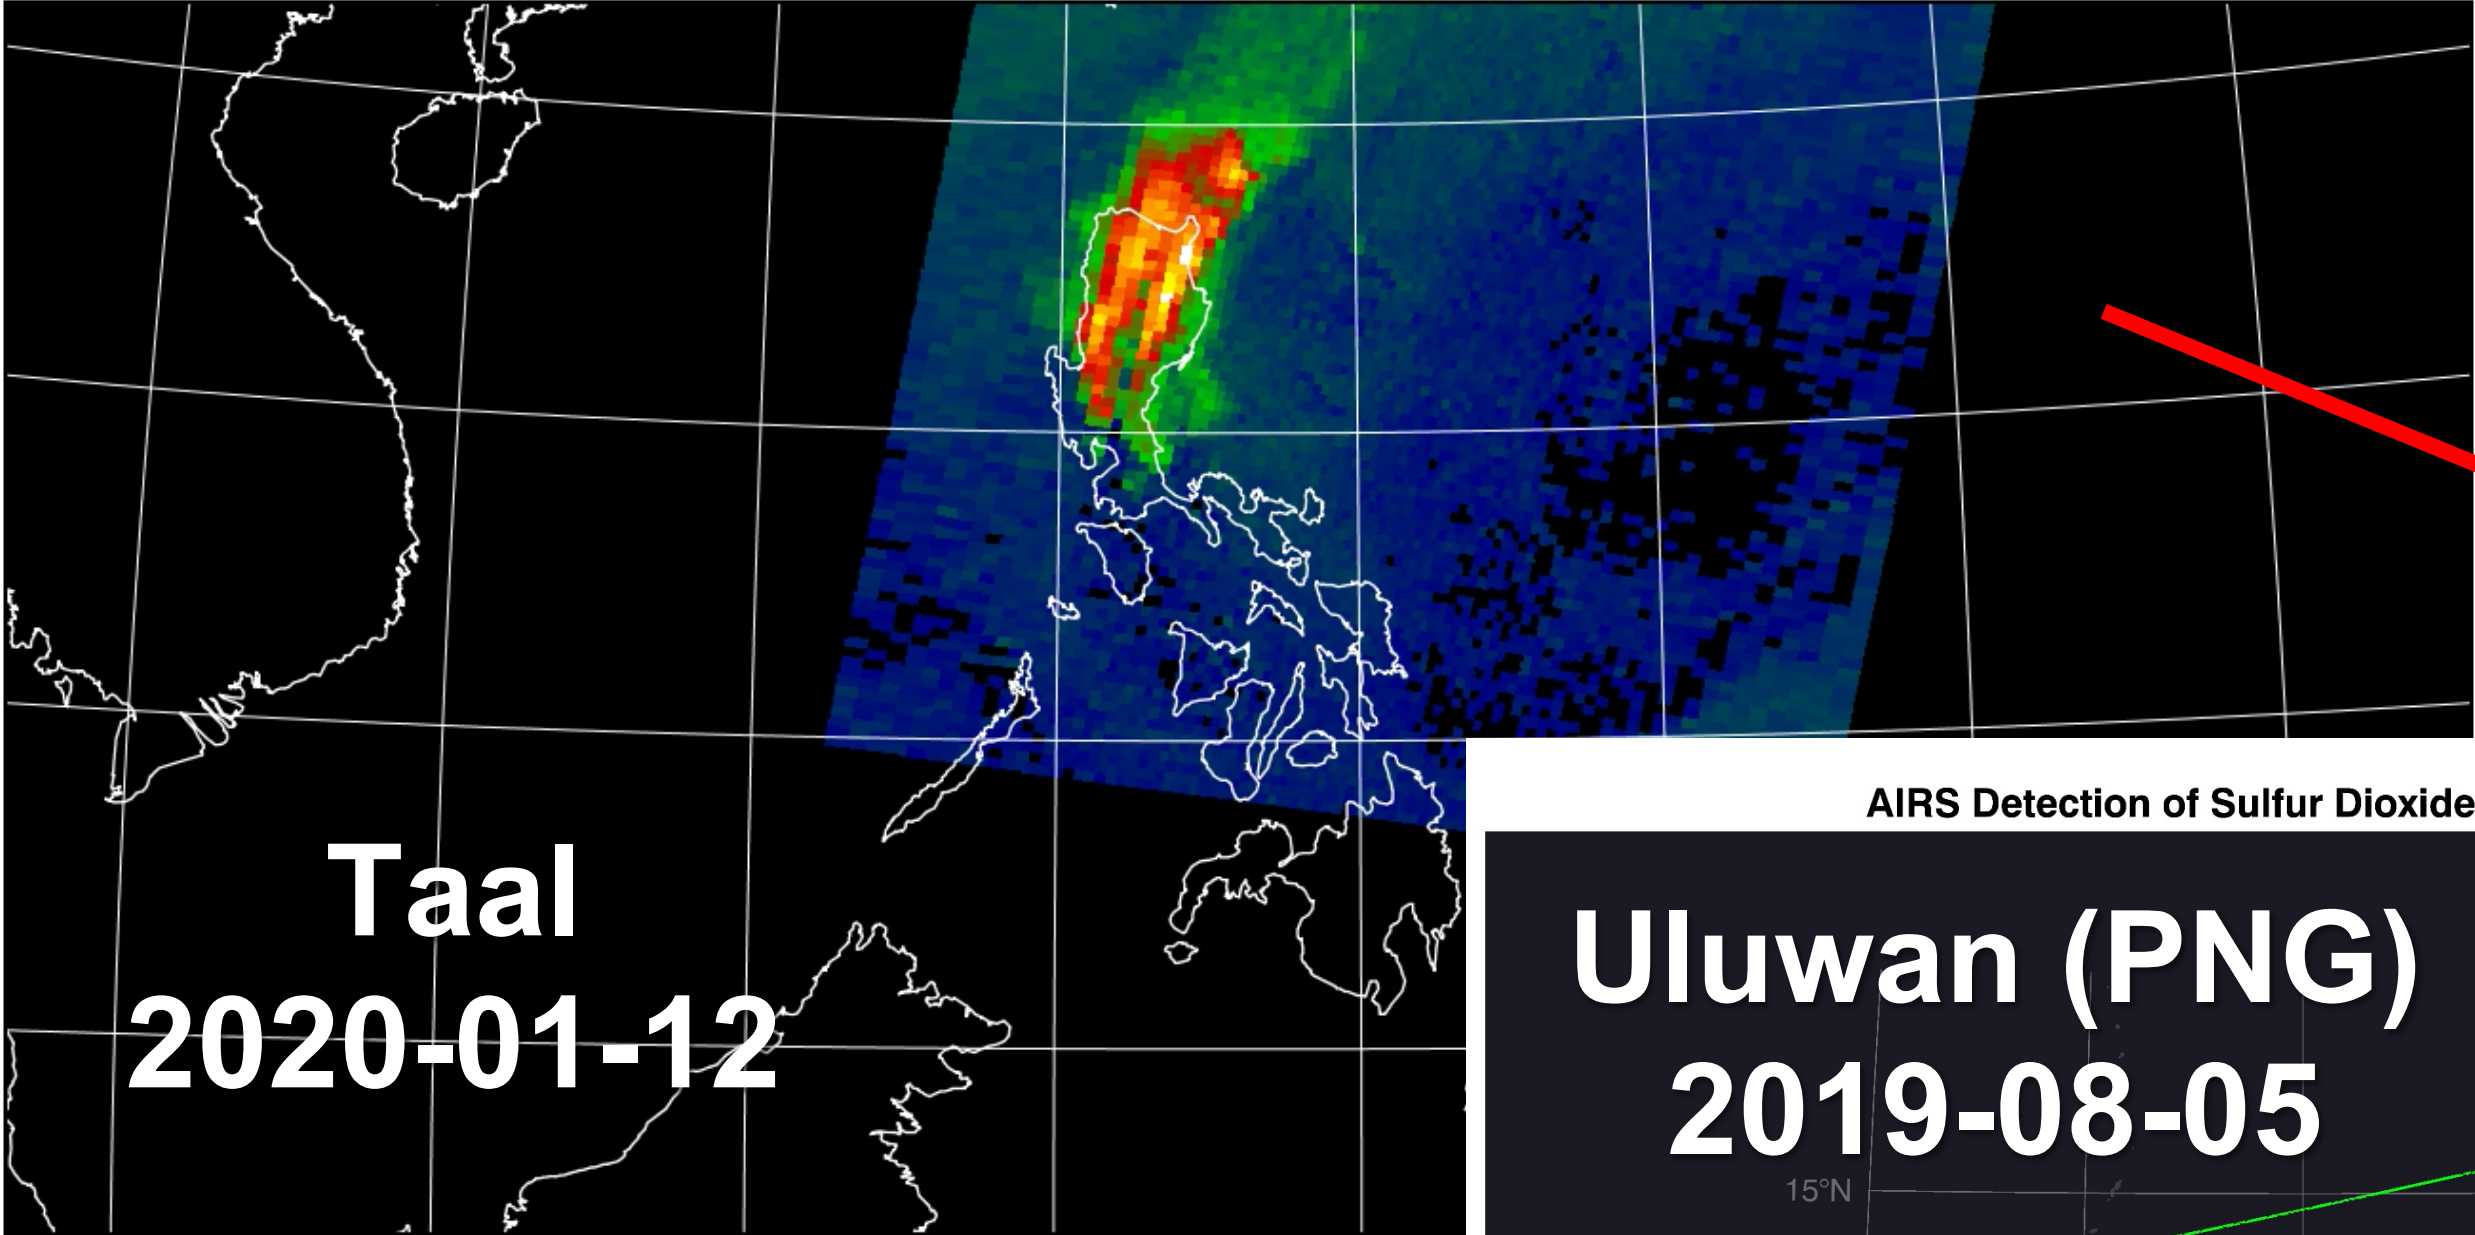 Taal
2020-01-12
AIRS Detection of Sulfur Dioxide
Uluwan (PNG)
2019-08-05
15°N